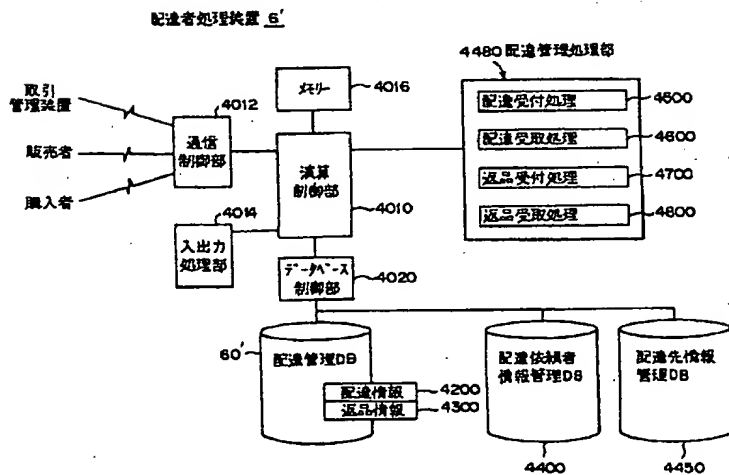 配達者処理装置 6'
4480 配達管理処理部
取引
管理装置
販売者
購入者
4012
通信
制御部
メモリー
4016
演算
制御部
4010
4014
入出力
処理部
データベース
制御部
4020
配達受付処理
4500
配達受取処理
4600
返品受付処理
4700
返品受取処理
4800
60'
配達管理DB
配達情報
4200
返品情報
4300
配達依頼者
情報管理DB
4400
配達先情報
管理DB
4450